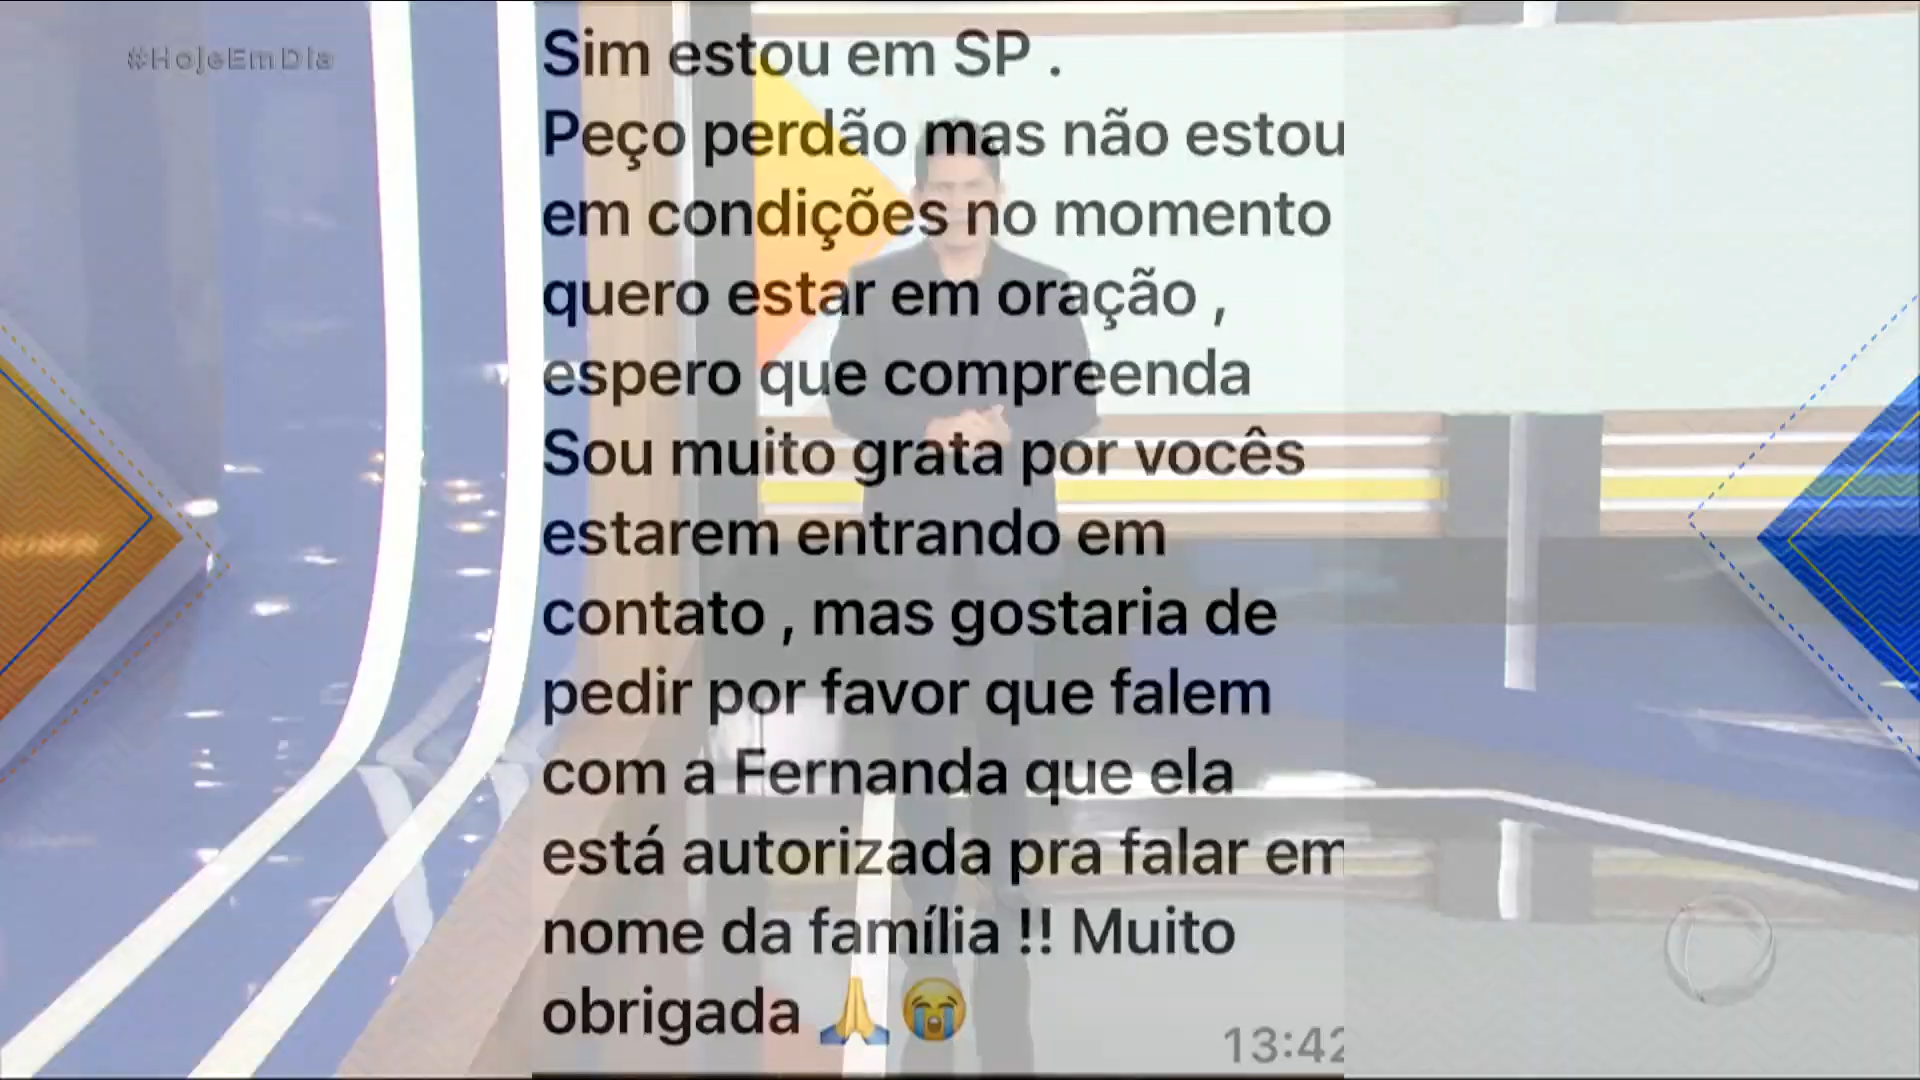 #HojeEmDia
Sim estou em SP .
Peço perdão mas não estou
em condições no momento
quero estar em oração ,
espero que compreenda
Sou muito grata por vocês
estarem entrando em
contato , mas gostaria de
pedir por favor que falem
com a Fernanda que ela
está autorizada pra falar em
nome da família !! Muito
obrigada 🙏😭
13:42